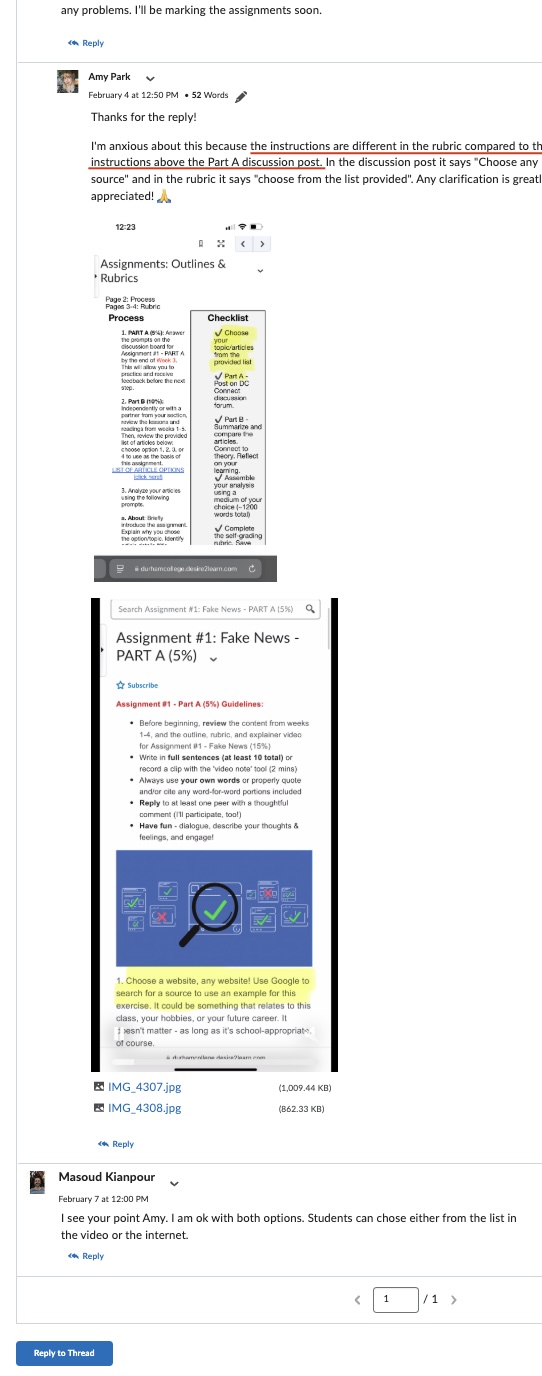 any problems. I'll be marking the assignments soon.
Reply
Amy Park
February 4 at 12:50 PM • 52 Words
Thanks for the reply!
I'm anxious about this because the instructions are different in the rubric compared to th
instructions above the Part A discussion post. In the discussion post it says "Choose any
source" and in the rubric it says "choose from the list provided". Any clarification is greatl
appreciated! 🙏
12:23
Assignments: Outlines &
Rubrics
Page 2: Process
Pages 3-4: Rubric
Process
1. PART A (5%): Answer
the prompts on the
discussion board for
Assignment #1 - PART A
by the end of Week 3.
This will allow you to
practice and receive
feedback before the next
step.
2. Part B (10%):
Independently or with a
partner from your section,
review the lessons and
readings from weeks 1-5.
Then, review the provided
list of articles below;
choose option 1, 2, 3, or
4 to use as the basis of
this assignment.
LIST OF ARTICLE OPTIONS
(click here!)
3. Analyze your articles
using the following
prompts.
a. About: Briefly
introduce the assignment.
Explain why you chose
the option/topic. Identify
Checklist
✓ Choose
your
topic/articles
from the
provided list
✓ Part A -
Post on DC
Connect
discussion
forum.
✓ Part B -
Summarize and
compare the
articles.
Connect to
theory. Reflect
on your
learning.
✓ Assemble
your analysis
using a
medium of your
choice (~1200
words total)
✓ Complete
the self-grading
rubric. Save
durhamcollege.desire2learn.com
Search Assignment #1: Fake News - PART A (5%)
Assignment #1: Fake News -
PART A (5%)
Subscribe
Assignment #1 - Part A (5%) Guidelines:
• Before beginning, review the content from weeks
1-4, and the outline, rubric, and explainer video
for Assignment #1 - Fake News (15%)
• Write in full sentences (at least 10 total) or
record a clip with the 'video note' tool (2 mins)
• Always use your own words or properly quote
and/or cite any word-for-word portions included
• Reply to at least one peer with a thoughtful
comment (I'll participate, too!)
• Have fun - dialogue, describe your thoughts &
feelings, and engage!
1. Choose a website, any website! Use Google to
search for a source to use an example for this
exercise. It could be something that relates to this
class, your hobbies, or your future career. It
doesn't matter - as long as it's school-appropriate,
of course.
durhamcollege.desire2learn.com
IMG_4307.jpg (1,009.44 KB)
IMG_4308.jpg (862.33 KB)
Reply
Masoud Kianpour
February 7 at 12:00 PM
I see your point Amy. I am ok with both options. Students can chose either from the list in
the video or the internet.
Reply
1 / 1
Reply to Thread